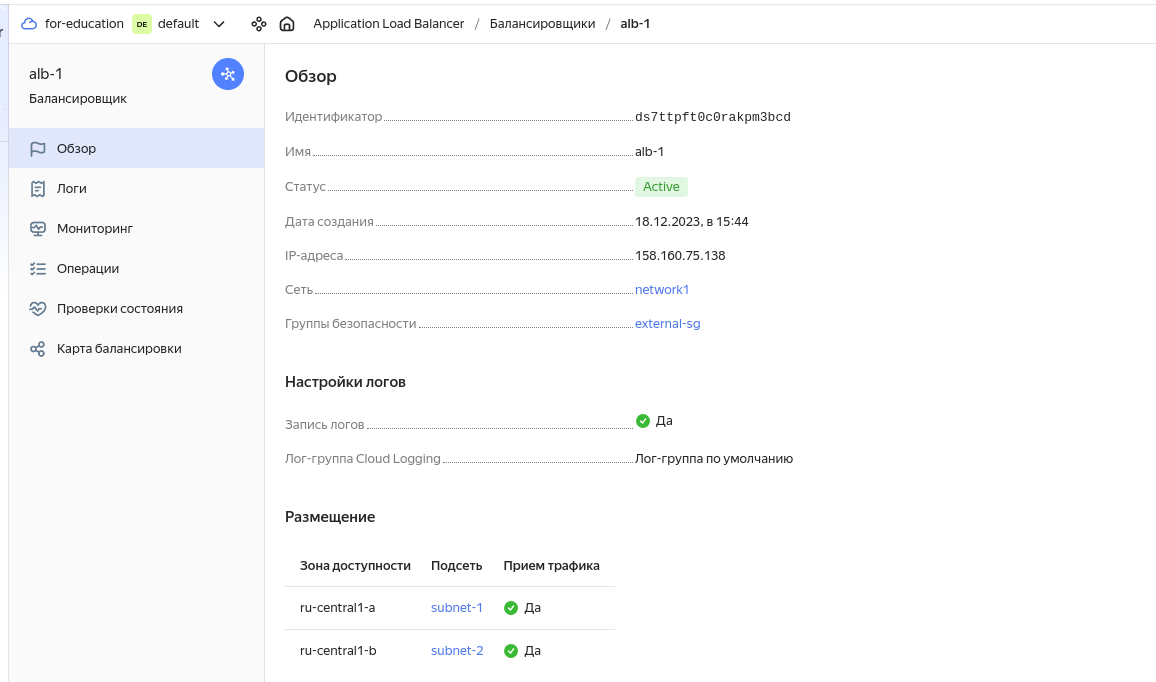 for-education DE default Application Load Balancer / Балансировщики / alb-1
alb-1
Балансировщик
Обзор
Логи
Мониторинг
Операции
Проверки состояния
Карта балансировки
Обзор
Идентификатор ds7ttpft0c0rakpm3bcd
Имя alb-1
Статус Active
Дата создания 18.12.2023, в 15:44
IP-адреса 158.160.75.138
Сеть network1
Группы безопасности external-sg
Настройки логов
Запись логов Да
Лог-группа Cloud Logging Лог-группа по умолчанию
Размещение
Зона доступности Подсеть Прием трафика
ru-central1-a subnet-1 Да
ru-central1-b subnet-2 Да